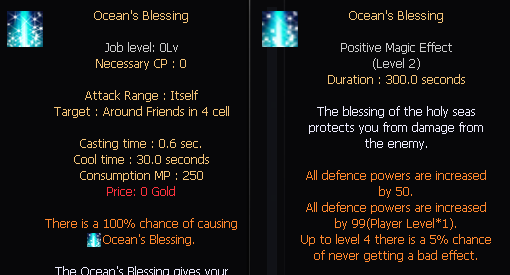 Ocean's Blessing
Job level: 0Lv
Necessary CP : 0
Attack Range : Itself
Target : Around Friends in 4 cell
Casting time : 0.6 sec.
Cool time : 30.0 seconds
Consumption MP : 250
Price: 0 Gold
There is a 100% chance of causing
Ocean's Blessing.
The Ocean's Blessing gives your
Ocean's Blessing
Positive Magic Effect
(Level 2)
Duration : 300.0 seconds
The blessing of the holy seas
protects you from damage from
the enemy.
All defence powers are increased
by 50.
All defence powers are increased
by 99(Player Level*1).
Up to level 4 there is a 5% chance
of never getting a bad effect.